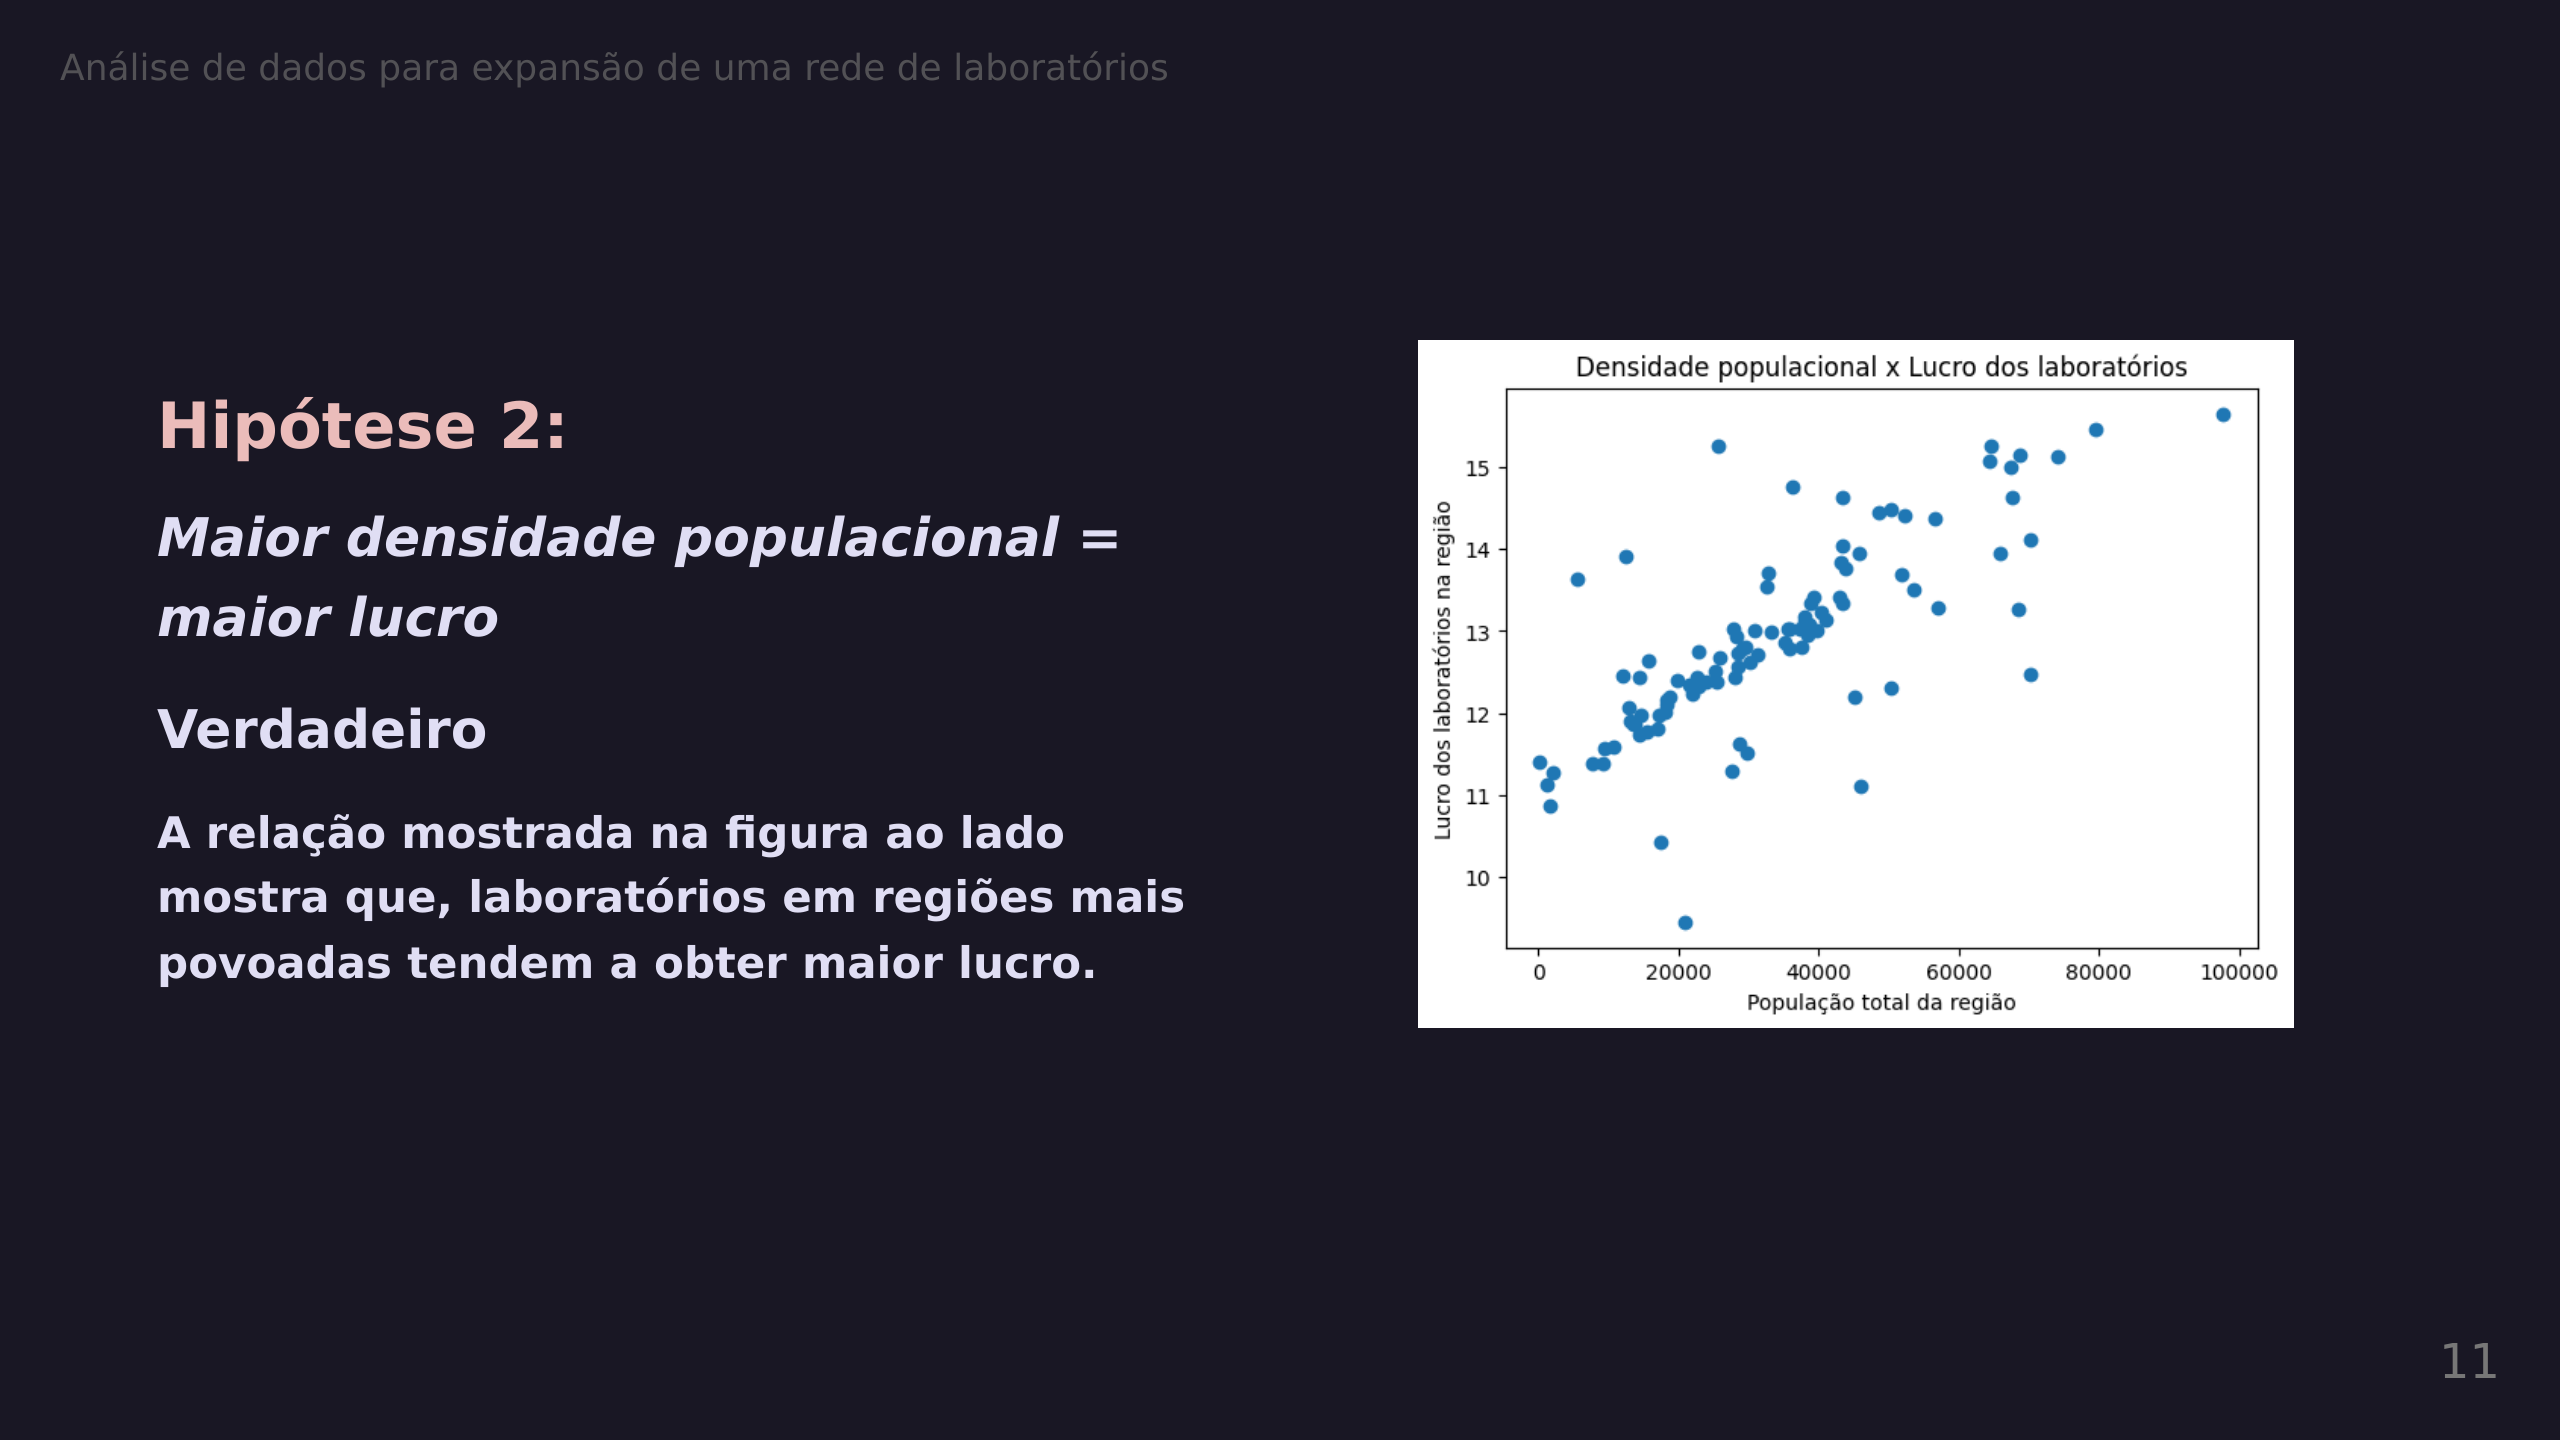 Análise de dados para expansão de uma rede de laboratórios
Hipótese 2:
Maior densidade populacional =
maior lucro
Verdadeiro
A relação mostrada na figura ao lado
mostra que, laboratórios em regiões mais
povoadas tendem a obter maior lucro.
Densidade populacional x Lucro dos laboratórios
Lucro dos laboratórios na região
15
14
13
12
11
10
0 20000 40000 60000 80000 100000
População total da região
11